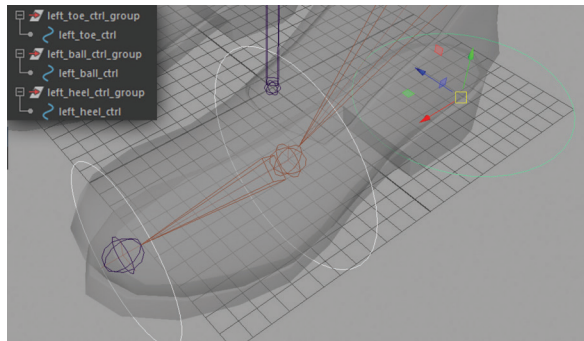 left_toe_ctrl_group
left_toe_ctrl
left_ball_ctrl_group
left_ball_ctrl
left_heel_ctrl_group
left_heel_ctrl